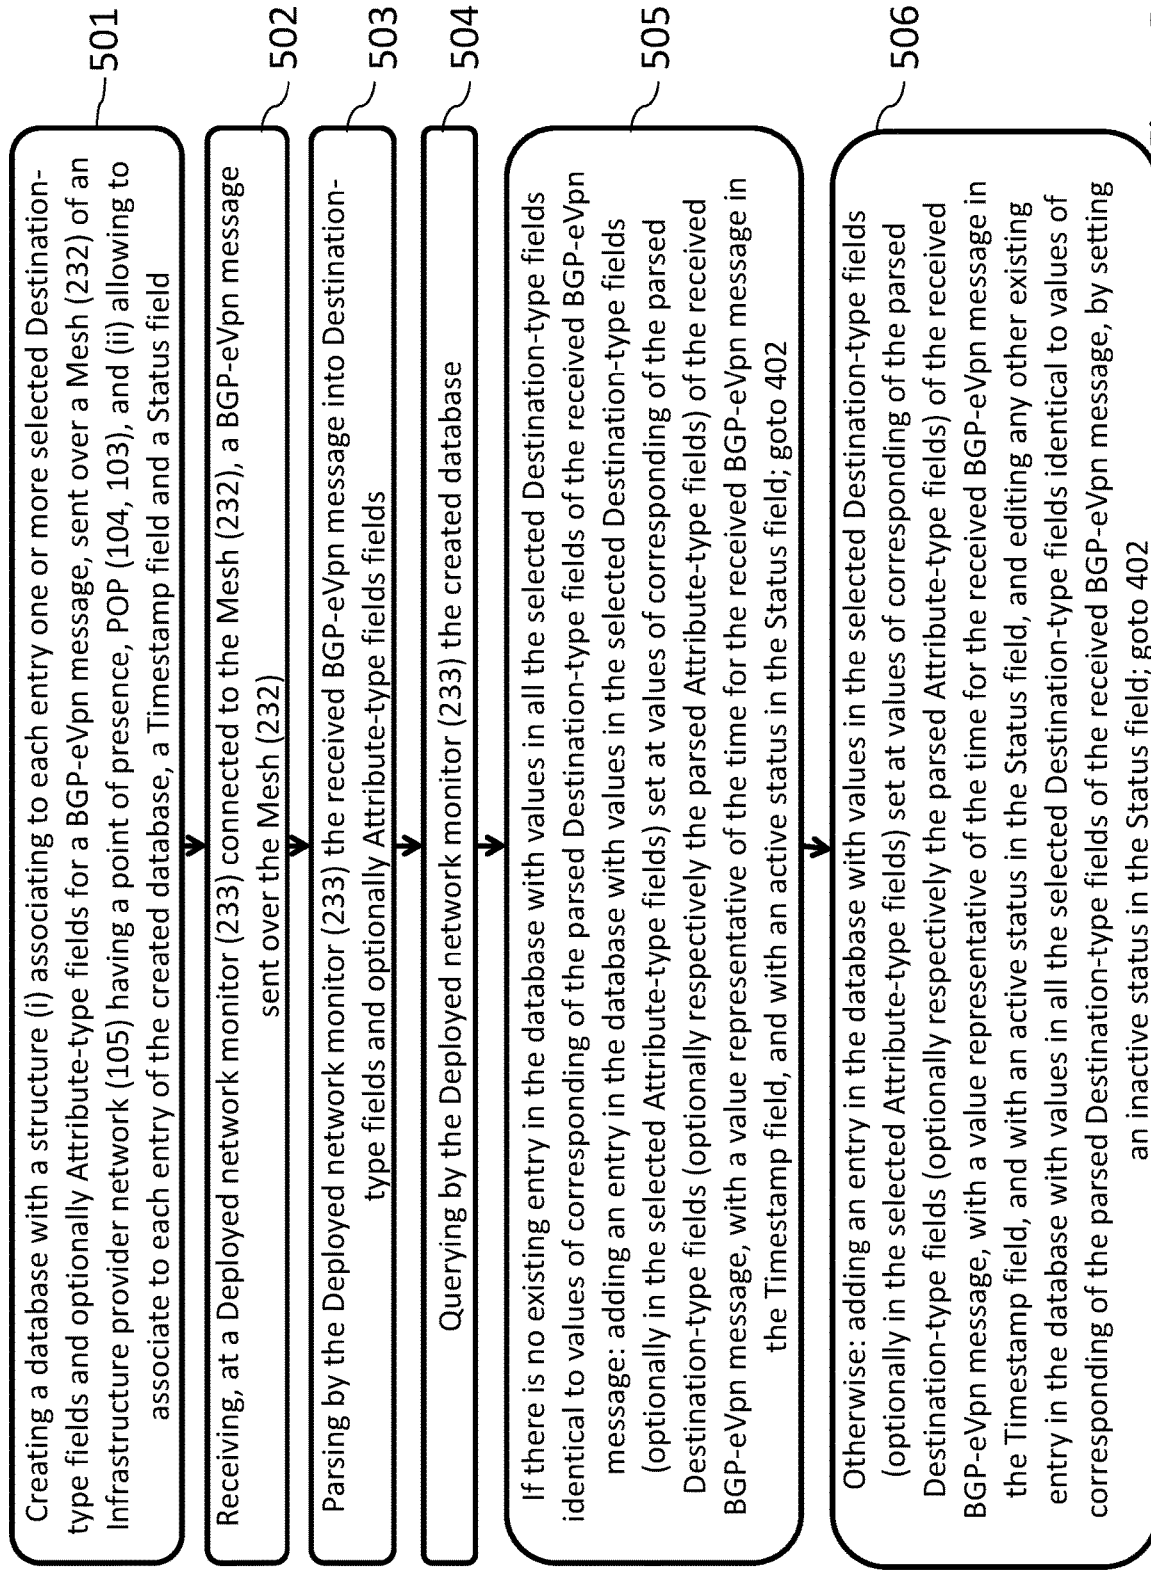 Creating a database with a structure (i) associating to each entry one or more selected Destination-
type fields and optionally Attribute-type fields for a BGP-eVpn message, sent over a Mesh (232) of an
Infrastructure provider network (105) having a point of presence, POP (104, 103), and (ii) allowing to
associate to each entry of the created database, a Timestamp field and a Status field
501
Receiving, at a Deployed network monitor (233) connected to the Mesh (232), a BGP-eVpn message
sent over the Mesh (232)
502
Parsing by the Deployed network monitor (233) the received BGP-eVpn message into Destination-
type fields and optionally Attribute-type fields fields
503
Querying by the Deployed network monitor (233) the created database
504
If there is no existing entry in the database with values in all the selected Destination-type fields
identical to values of corresponding of the parsed Destination-type fields of the received BGP-eVpn
message: adding an entry in the database with values in the selected Destination-type fields
(optionally in the selected Attribute-type fields) set at values of corresponding of the parsed
Destination-type fields (optionally respectively the parsed Attribute-type fields) of the received
BGP-eVpn message, with a value representative of the time for the received BGP-eVpn message in
the Timestamp field, and with an active status in the Status field; goto 402
505
Otherwise: adding an entry in the database with values in the selected Destination-type fields
(optionally in the selected Attribute-type fields) set at values of corresponding of the parsed
Destination-type fields (optionally respectively the parsed Attribute-type fields) of the received
BGP-eVpn message, with a value representative of the time for the received BGP-eVpn message in
the Timestamp field, and with an active status in the Status field, and editing any other existing
entry in the database with values in all the selected Destination-type fields identical to values of
corresponding of the parsed Destination-type fields of the received BGP-eVpn message, by setting
an inactive status in the Status field; goto 402
506